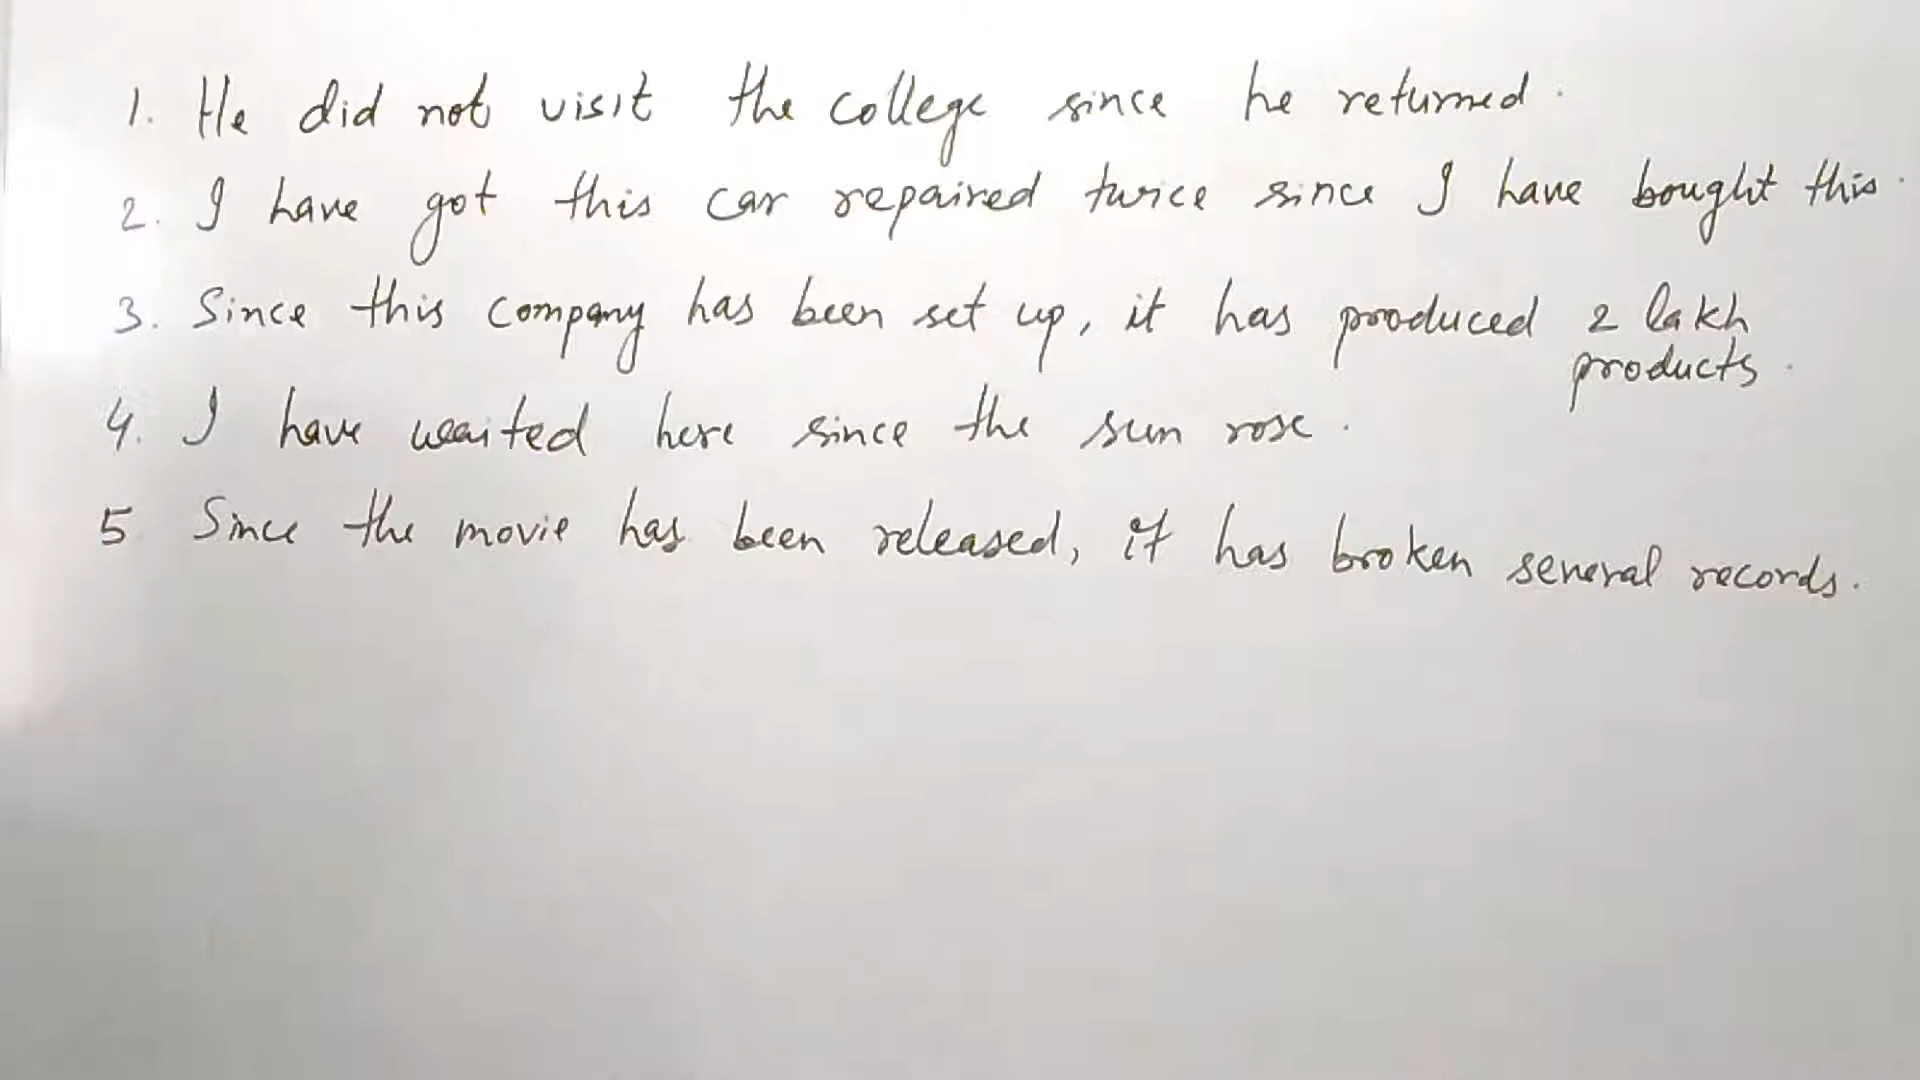 1. He did not visit the college since he returned.
2. I have got this car repaired twice since I have bought this.
3. Since this company has been set up, it has produced 2 lakh
products.
4. I have waited here since the sun rose.
5. Since the movie has been released, it has broken several records.